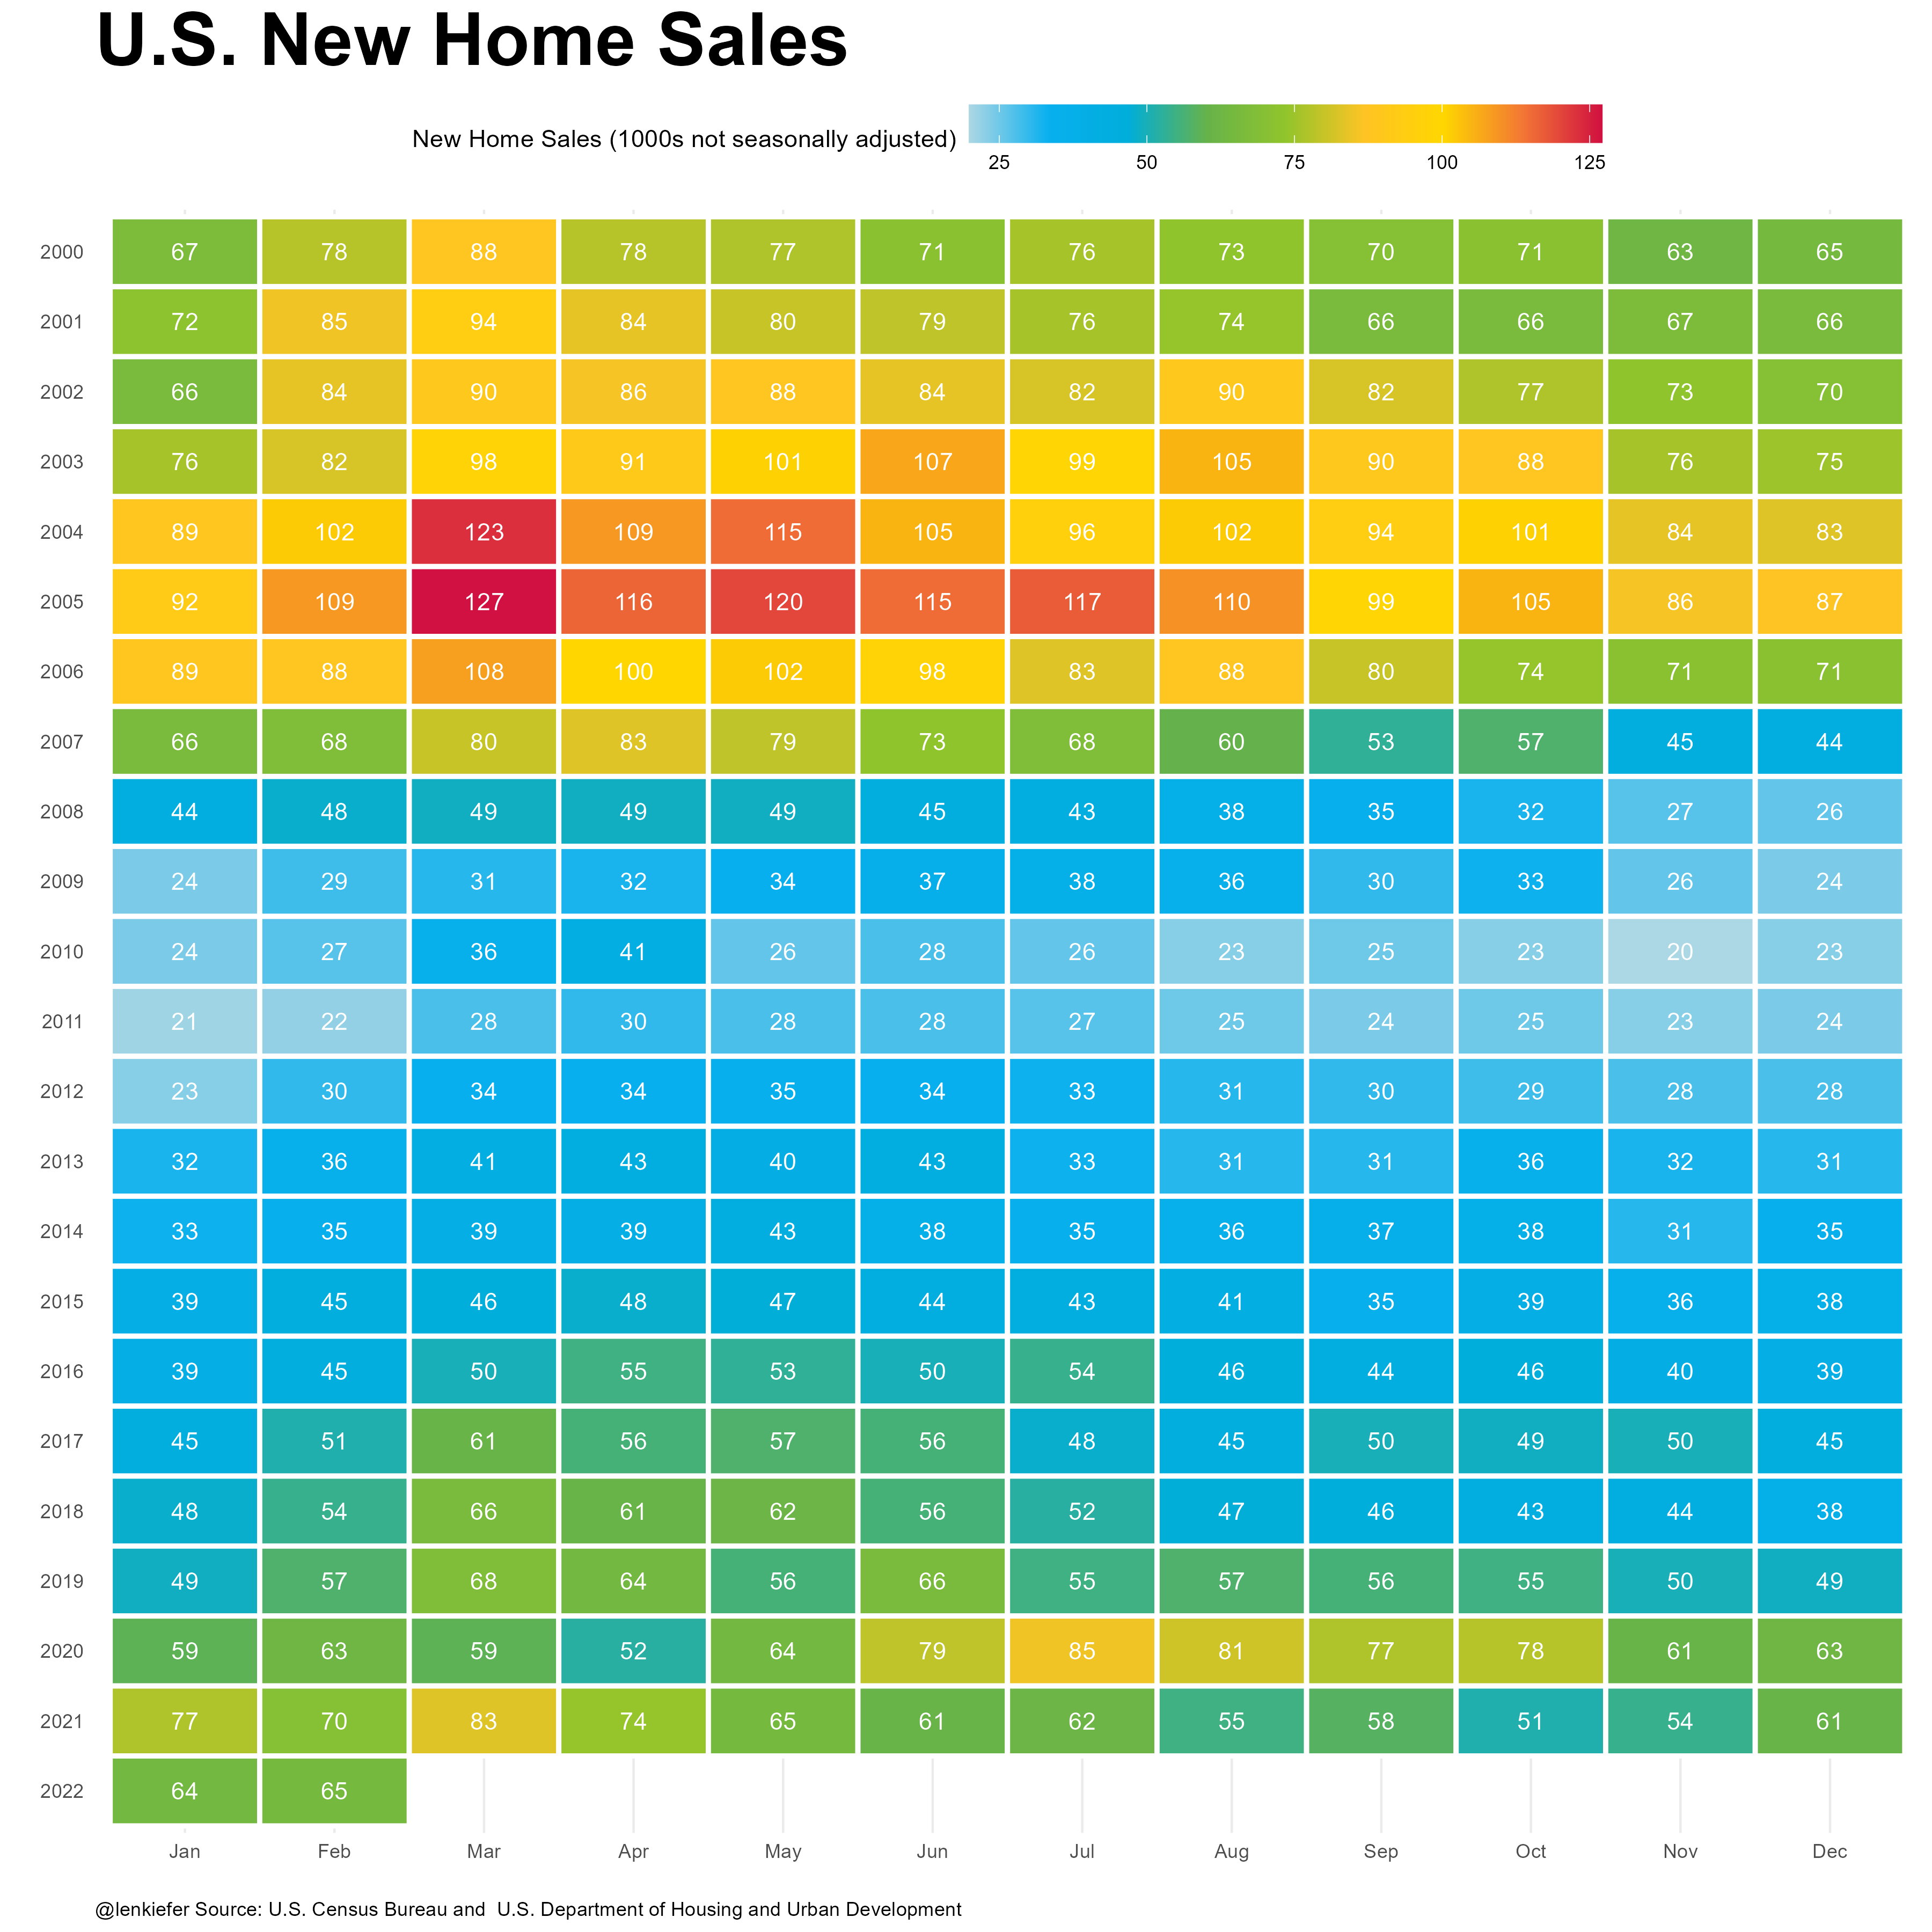 U.S. New Home Sales
New Home Sales (1000s not seasonally adjusted)
25 50 75 100 125
2000 67 78 88 78 77 71 76 73 70 71 63 65
2001 72 85 94 84 80 79 76 74 66 66 67 66
2002 66 84 90 86 88 84 82 90 82 77 73 70
2003 76 82 98 91 101 107 99 105 90 88 76 75
2004 89 102 123 109 115 105 96 102 94 101 84 83
2005 92 109 127 116 120 115 117 110 99 105 86 87
2006 89 88 108 100 102 98 83 88 80 74 71 71
2007 66 68 80 83 79 73 68 60 53 57 45 44
2008 44 48 49 49 49 45 43 38 35 32 27 26
2009 24 29 31 32 34 37 38 36 30 33 26 24
2010 24 27 36 41 26 28 26 23 25 23 20 23
2011 21 22 28 30 28 28 27 25 24 25 23 24
2012 23 30 34 34 35 34 33 31 30 29 28 28
2013 32 36 41 43 40 43 33 31 31 36 32 31
2014 33 35 39 39 43 38 35 36 37 38 31 35
2015 39 45 46 48 47 44 43 41 35 39 36 38
2016 39 45 50 55 53 50 54 46 44 46 40 39
2017 45 51 61 56 57 56 48 45 50 49 50 45
2018 48 54 66 61 62 56 52 47 46 43 44 38
2019 49 57 68 64 56 66 55 57 56 55 50 49
2020 59 63 59 52 64 79 85 81 77 78 61 63
2021 77 70 83 74 65 61 62 55 58 51 54 61
2022 64 65
Jan Feb Mar Apr May Jun Jul Aug Sep Oct Nov Dec
@lenkiefer Source: U.S. Census Bureau and  U.S. Department of Housing and Urban Development